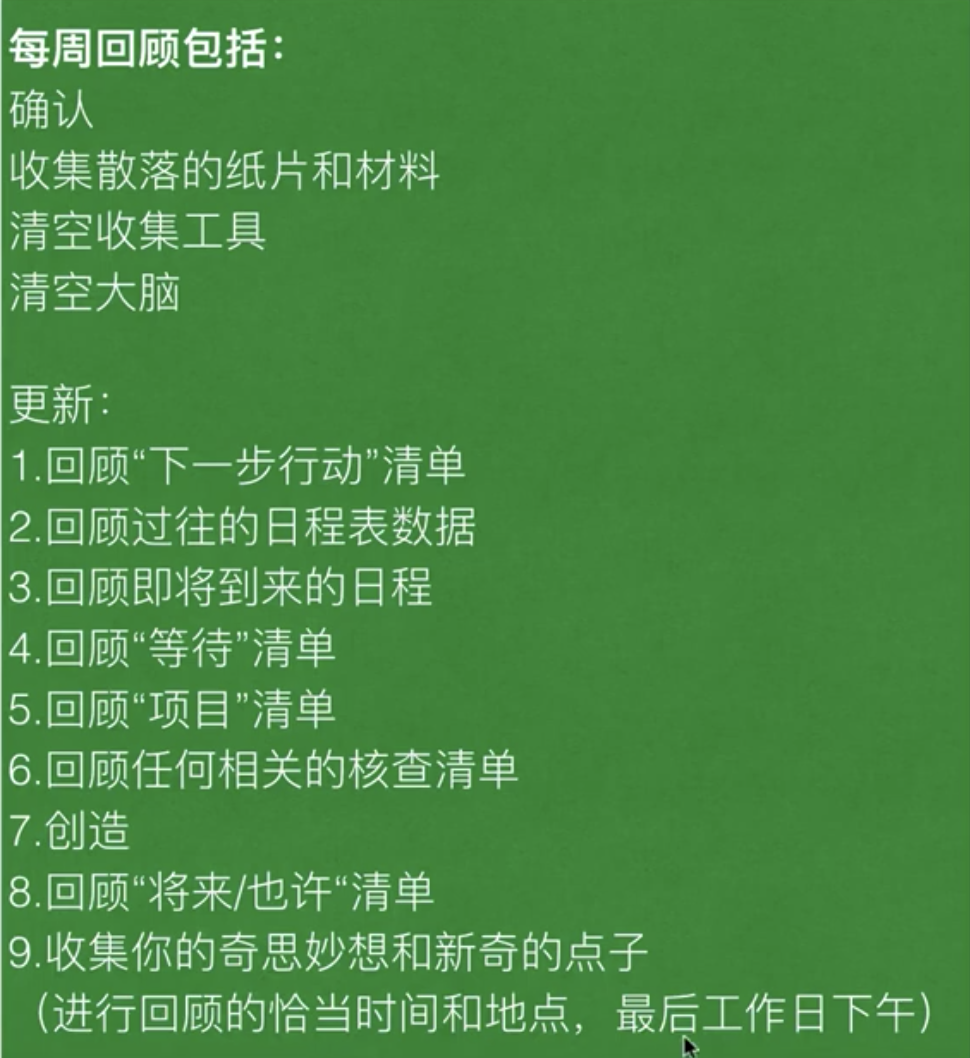 每周回顾包括：
确认
收集散落的纸片和材料
清空收集工具
清空大脑
更新：
1.回顾“下一步行动”清单
2.回顾过往的日程表数据
3.回顾即将到来的日程
4.回顾“等待”清单
5.回顾“项目”清单
6.回顾任何相关的核查清单
7.创造
8.回顾“将来/也许“清单
9.收集你的奇思妙想和新奇的点子
（进行回顾的恰当时间和地点，最后工作日下午）